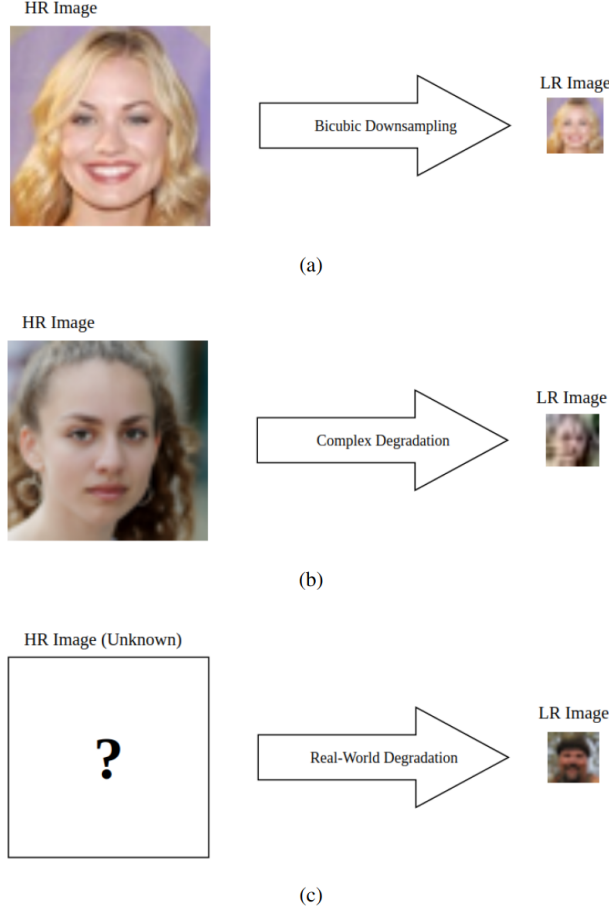 HR Image
LR Image
Bicubic Downsampling
(a)
HR Image
LR Image
Complex Degradation
(b)
HR Image (Unknown)
LR Image
?
Real-World Degradation
(c)